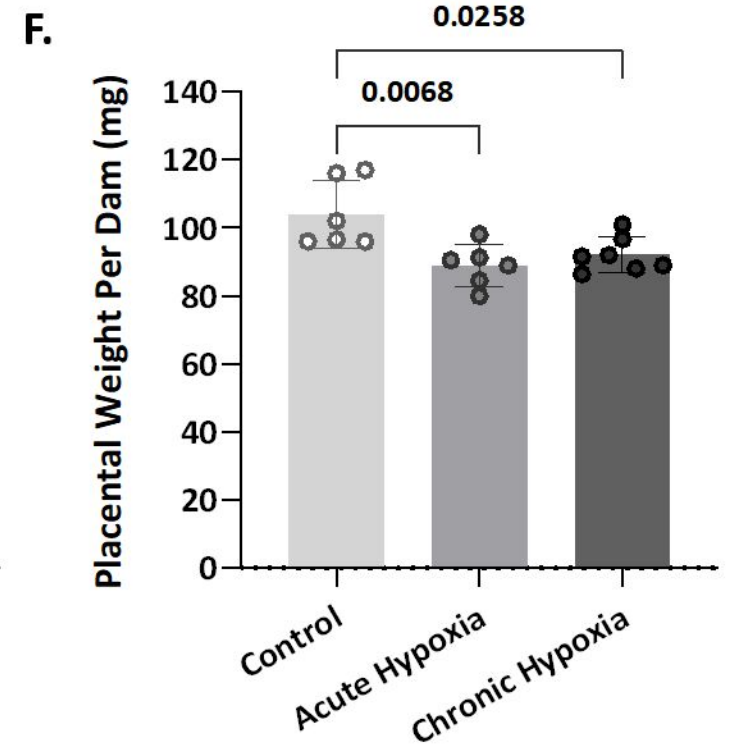 F.
0.0258
0.0068
Placental Weight Per Dam (mg)
140
120
100
80
60
40
20
0
Control
Acute Hypoxia
Chronic Hypoxia